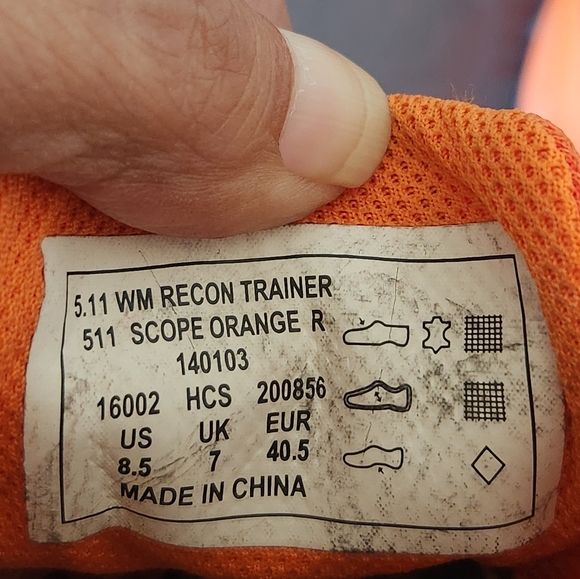 5.11 WM RECON TRAINER
511 SCOPE ORANGE R
140103
16002 HCS 200856
US UK EUR
8.5 7 40.5
MADE IN CHINA